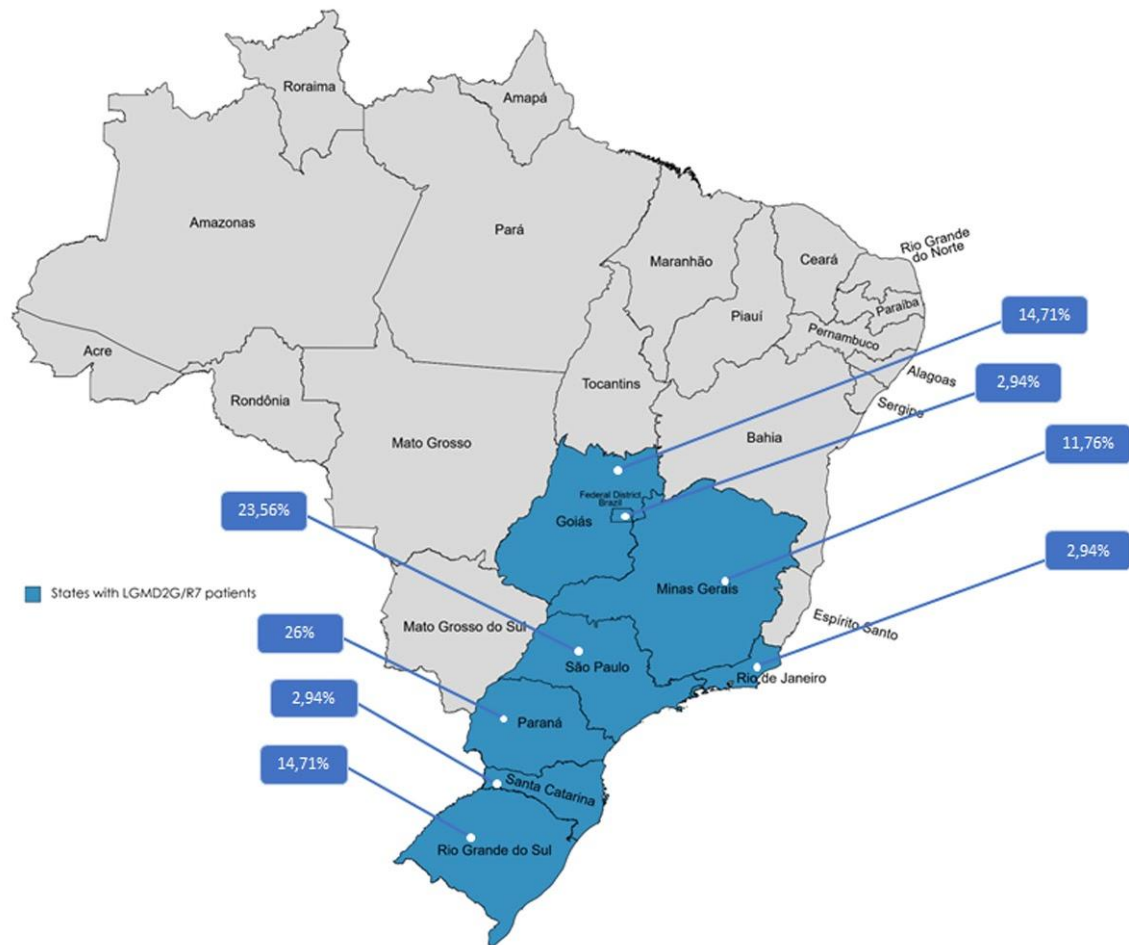 Roraima
Amapá
Amazonas
Pará
Maranhão
Ceará
Rio Grande
do Norte
Paraíba
Piauí
Pernambuco
14,71%
Acre
Alagoas
Tocantins
2,94%
Rondônia
Sergipe
Mato Grosso
Bahia
11,76%
Federal District
Brazil
23,56%
Goiás
2,94%
Minas Gerais
States with LGMD2G/R7 patients
Espírito Santo
Mato Grosso do Sul
26%
São Paulo
Rio de Janeiro
2,94%
Paraná
14,71%
Santa Catarina
Rio Grande do Sul